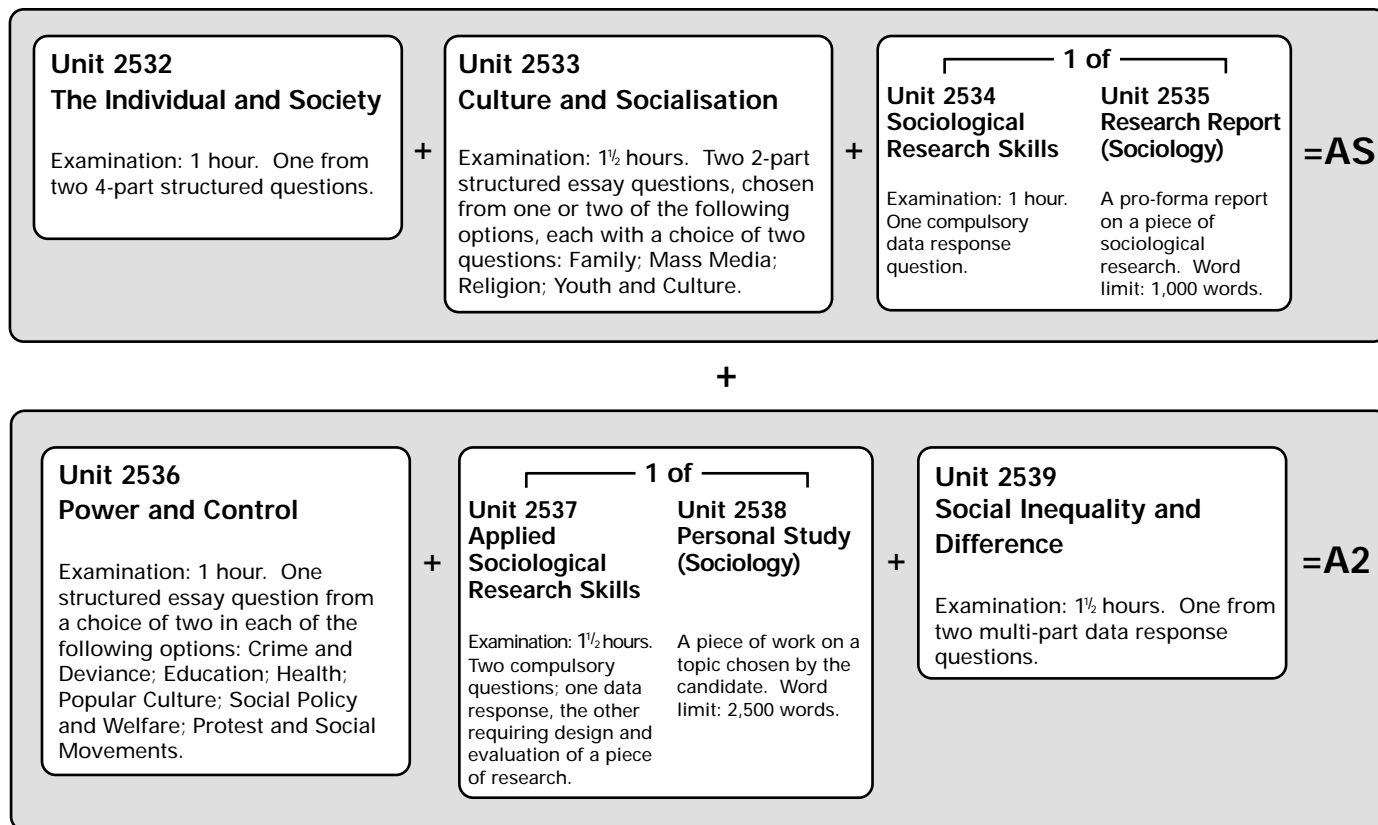 Unit 2532
The Individual and Society
Examination: 1 hour. One from
two 4-part structured questions.
+
Unit 2533
Culture and Socialisation
Examination: 1½ hours. Two 2-part
structured essay questions, chosen
from one or two of the following
options, each with a choice of two
questions: Family; Mass Media;
Religion; Youth and Culture.
+
1 of
Unit 2534
Sociological
Research Skills
Examination: 1 hour.
One compulsory
data response
question.
Unit 2535
Research Report
(Sociology)
A pro-forma report
on a piece of
sociological
research. Word
limit: 1,000 words.
=AS
+
Unit 2536
Power and Control
Examination: 1 hour. One
structured essay question from
a choice of two in each of the
following options: Crime and
Deviance; Education; Health;
Popular Culture; Social Policy
and Welfare; Protest and Social
Movements.
+
1 of
Unit 2537
Applied
Sociological
Research Skills
Examination: 1½ hours.
Two compulsory
questions; one data
response, the other
requiring design and
evaluation of a piece
of research.
Unit 2538
Personal Study
(Sociology)
A piece of work on a
topic chosen by the
candidate. Word
limit: 2,500 words.
+
Unit 2539
Social Inequality and
Difference
Examination: 1½ hours. One from
two multi-part data response
questions.
=A2